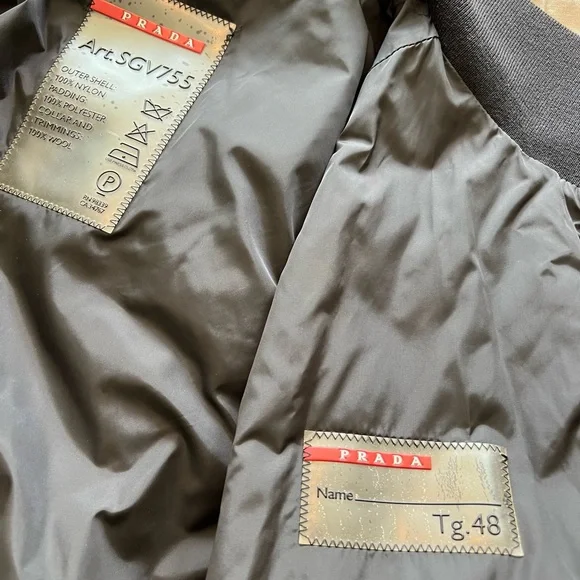 PRADA
Art.SGV755
OUTER SHELL:
100% NYLON
PADDING:
100% POLYESTER
COLLAR AND
TRIMMINGS:
100% WOOL
P
PRADA
Name
Tg.48